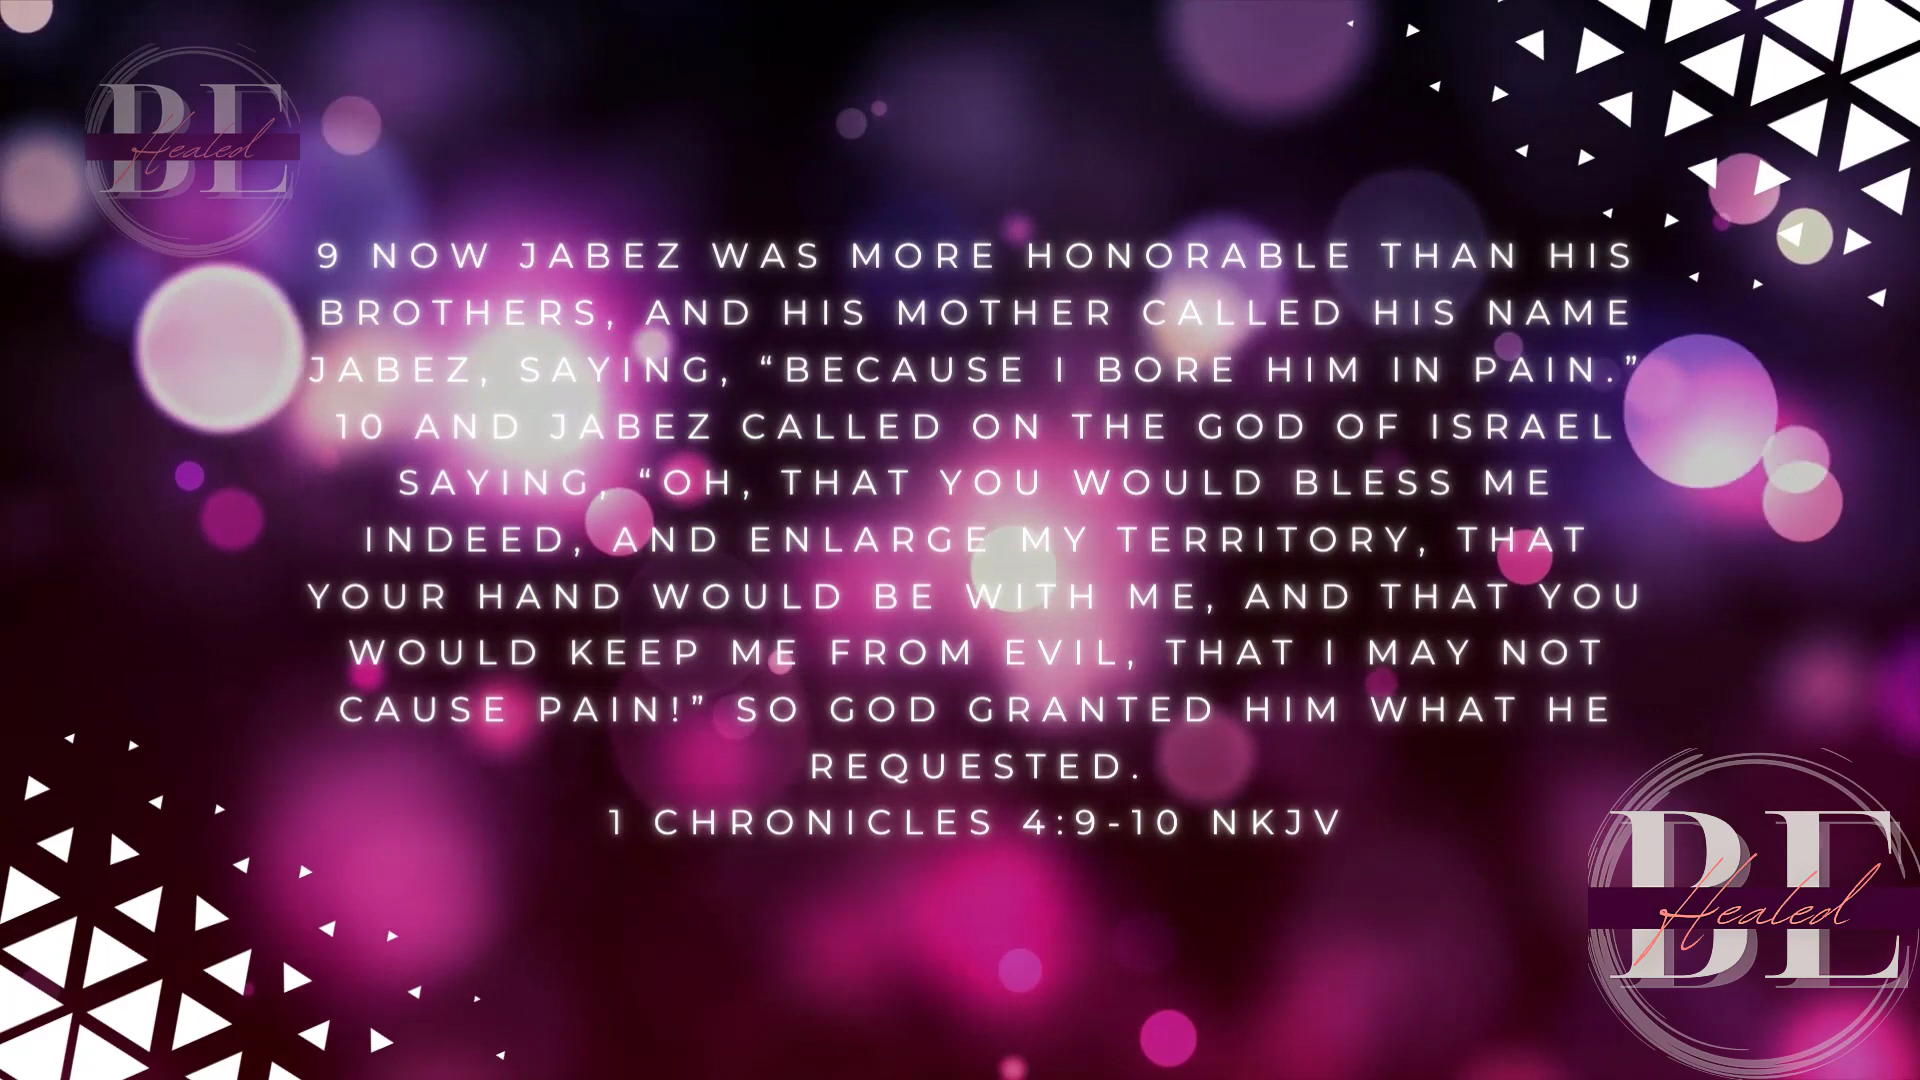 BE
Healed
9 NOW JABEZ WAS MORE HONORABLE THAN HIS
BROTHERS, AND HIS MOTHER CALLED HIS NAME
JABEZ, SAYING, “BECAUSE I BORE HIM IN PAIN.”
10 AND JABEZ CALLED ON THE GOD OF ISRAEL
SAYING, “OH, THAT YOU WOULD BLESS ME
INDEED, AND ENLARGE MY TERRITORY, THAT
YOUR HAND WOULD BE WITH ME, AND THAT YOU
WOULD KEEP ME FROM EVIL, THAT I MAY NOT
CAUSE PAIN!” SO GOD GRANTED HIM WHAT HE
REQUESTED.
1 CHRONICLES 4:9-10 NKJV
BE
Healed